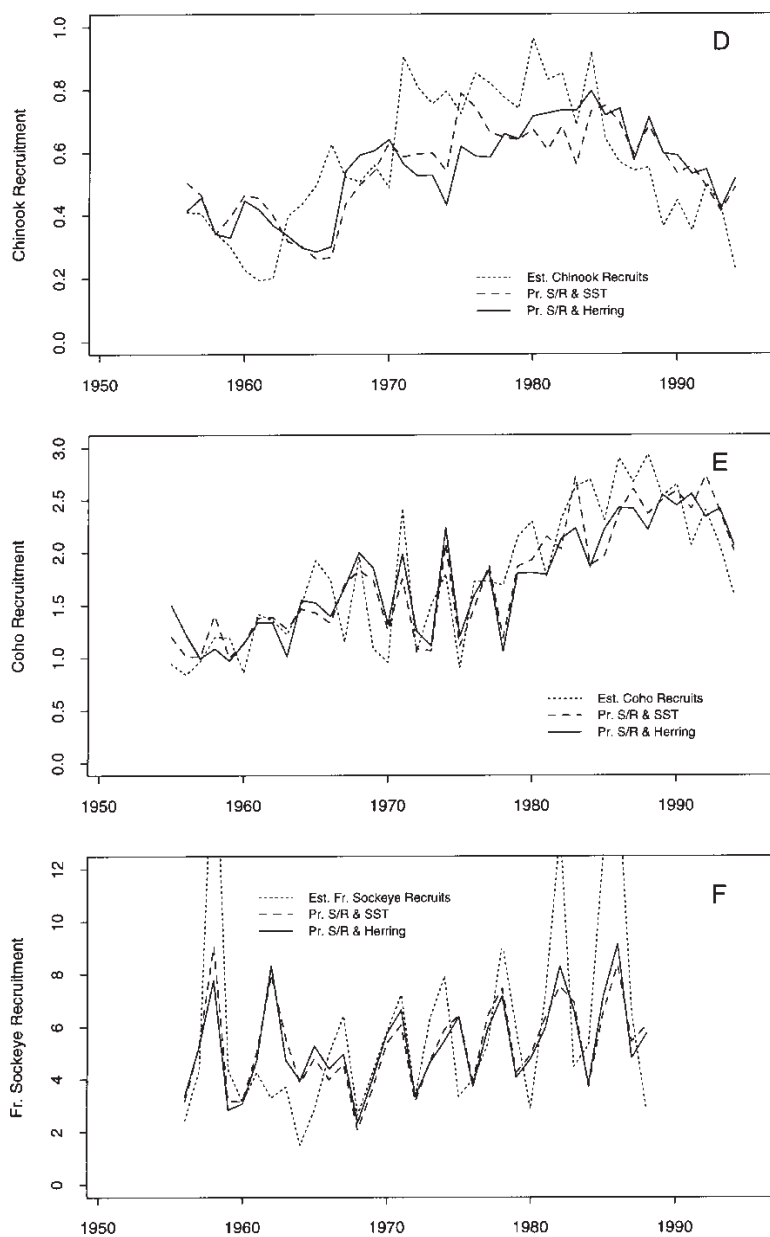 D
Chinook Recruitment
1.0
0.8
0.6
0.4
0.2
0.0
Est. Chinook Recruits
Pr. S/R & SST
Pr. S/R & Herring
1950 1960 1970 1980 1990
E
Coho Recruitment
3.0
2.5
2.0
1.5
1.0
0.5
0.0
Est. Coho Recruits
Pr. S/R & SST
Pr. S/R & Herring
1950 1960 1970 1980 1990
F
Fr. Sockeye Recruitment
12
10
8
6
4
2
0
Est. Fr. Sockeye Recruits
Pr. S/R & SST
Pr. S/R & Herring
1950 1960 1970 1980 1990